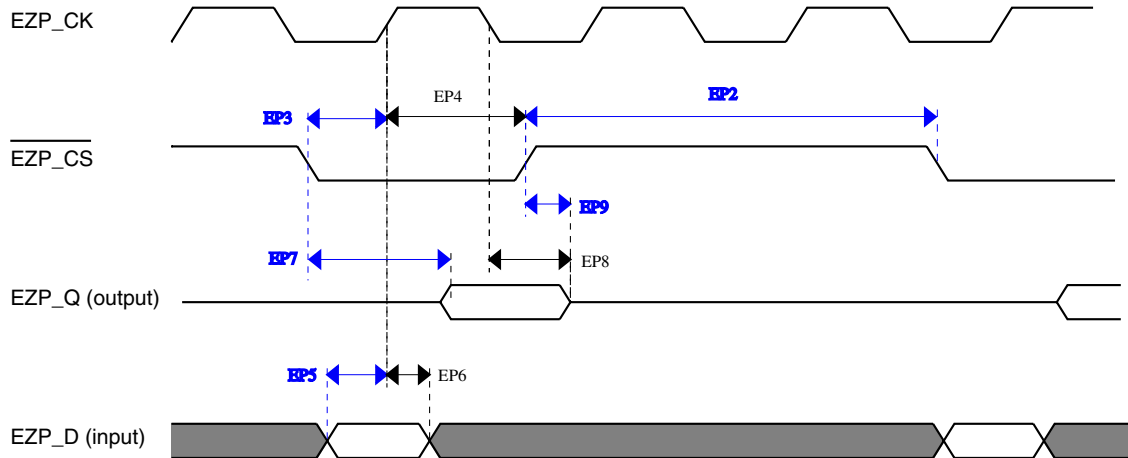 EZP_CK
EP3
EP4
EP2
EZP_CS
EP9
EP7
EP8
EZP_Q (output)
EP5
EP6
EZP_D (input)